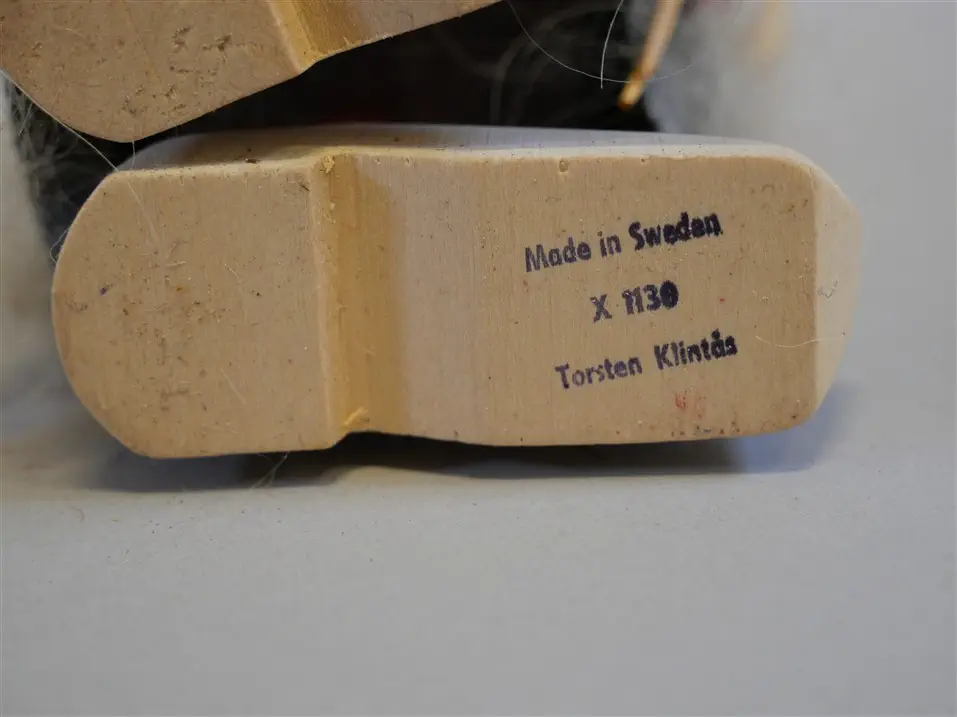 Made in Sweden
X 1130
Torsten Klintås